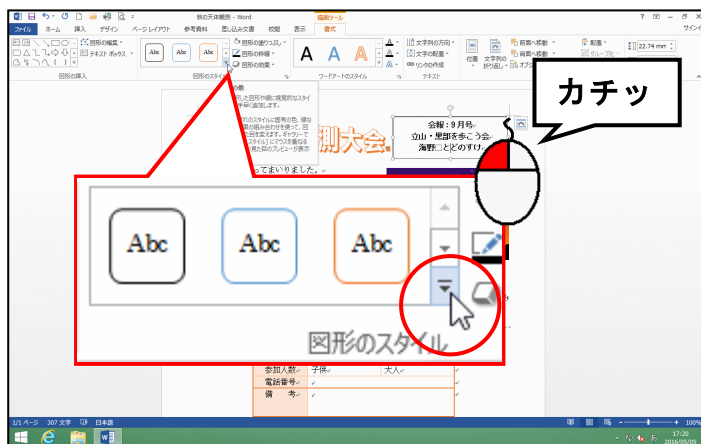 秋の天体観測 - Word
描画ツール
サインイ
ファイル ホーム 挿入 デザイン ページレイアウト 参考資料 差し込み文書 校閲 表示 書式
図形の編集
テキスト ボックス
図形の挿入
Abc Abc Abc
図形の塗りつぶし
図形の枠線
図形の効果
図形のスタイル
A A A
ワードアートのスタイル
文字列の方向
文字の配置
リンクの作成
テキスト
位置 文字列の折り返し
前面へ移動
背面へ移動
配置
グループ化
22.74 mm
カチッ
測大会.
会報：9月号
立山・黒部を歩こう会
海野□とどのすけ
ってまいりました。
Abc Abc Abc
図形のスタイル
参加人数 子供 大人
電話番号
備 考
1/1 ページ 307 文字 日本語
100%
17:20
2016/05/05